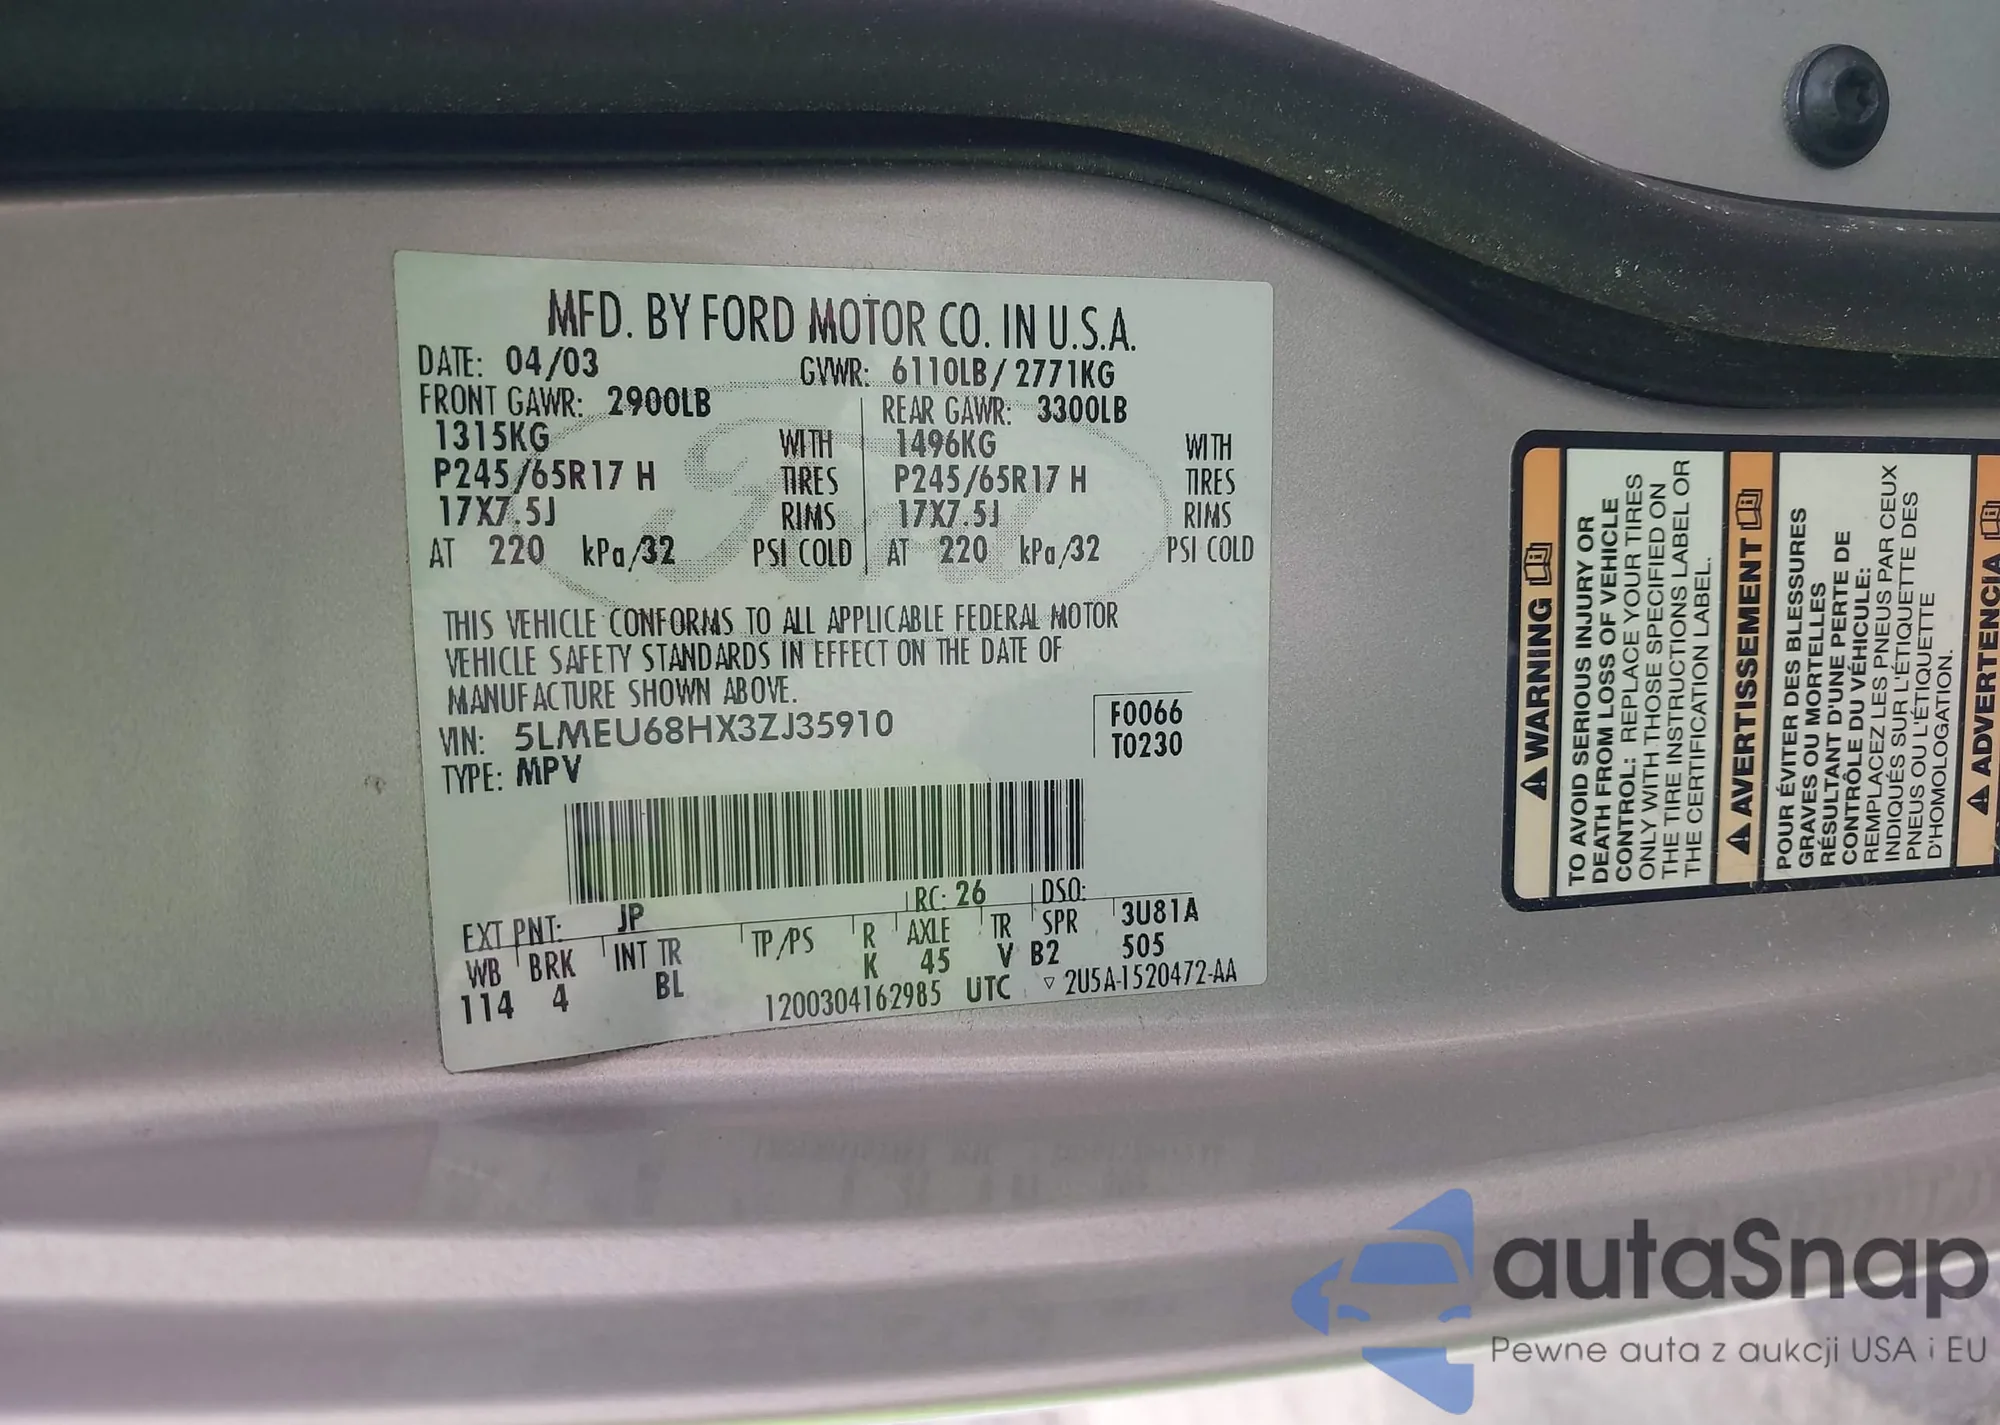 MFD. BY FORD MOTOR CO. IN U.S.A.
DATE: 04/03 GVWR: 6110LB/ 2771KG
FRONT GAWR: 2900LB REAR GAWR: 3300LB
1315KG WITH 1496KG WITH
P245/65R17 H TIRES P245/65R17 H TIRES
17X7.5J RIMS 17X7.5J RIMS
AT 220 kPa/32 PSI COLD AT 220 kPa/32 PSI COLD
THIS VEHICLE CONFORMS TO ALL APPLICABLE FEDERAL MOTOR
VEHICLE SAFETY STANDARDS IN EFFECT ON THE DATE OF
MANUFACTURE SHOWN ABOVE.
VIN: 5LMEU68HX3ZJ35910 F0066
TYPE: MPV T0230
EXT PNT: JP RC: 26 DSO:
WB BRK INT TR TP/PS R AXLE TR SPR 3U81A
114 4 BL K 45 V B2 505
1200304162985 UTC ▽ 2U5A-1520472-AA
⚠ WARNING
TO AVOID SERIOUS INJURY OR
DEATH FROM LOSS OF VEHICLE
CONTROL: REPLACE YOUR TIRES
ONLY WITH THOSE SPECIFIED ON
THE TIRE INSTRUCTIONS LABEL OR
THE CERTIFICATION LABEL.
⚠ AVERTISSEMENT
POUR ÉVITER DES BLESSURES
GRAVES OU MORTELLES
RÉSULTANT D'UNE PERTE DE
CONTRÔLE DU VÉHICULE:
REMPLACEZ LES PNEUS PAR CEUX
INDIQUÉS SUR L'ÉTIQUETTE DES
PNEUS OU L'ÉTIQUETTE
D'HOMOLOGATION.
⚠ ADVERTENCIA
autaSnap
Pewne auta z aukcji USA i EU